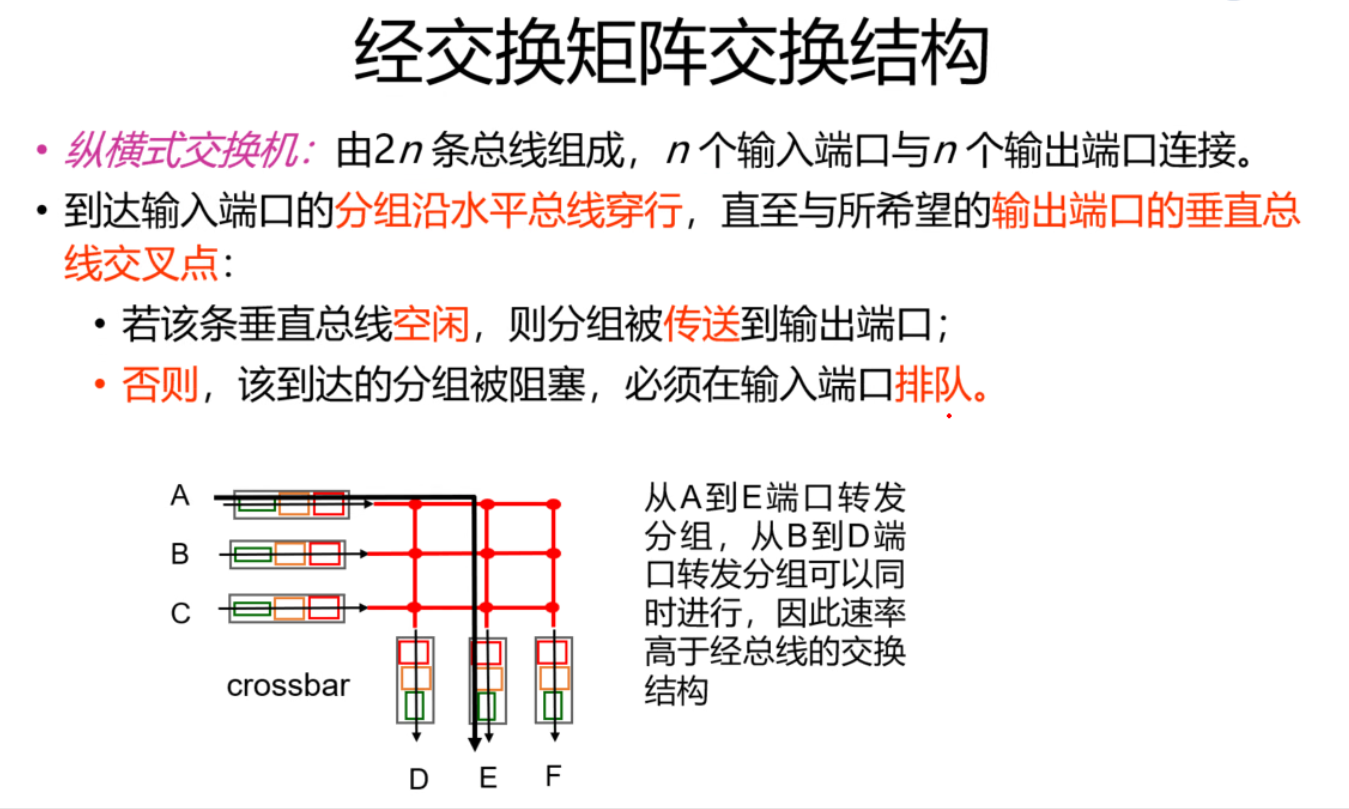 经交换矩阵交换结构
• 纵横式交换机：由2n 条总线组成，n 个输入端口与n 个输出端口连接。
• 到达输入端口的分组沿水平总线穿行，直至与所希望的输出端口的垂直总
线交叉点：
• 若该条垂直总线空闲，则分组被传送到输出端口；
• 否则，该到达的分组被阻塞，必须在输入端口排队。
A
B
C
crossbar
D E F
从A到E端口转发
分组，从B到D端
口转发分组可以同
时进行，因此速率
高于经总线的交换
结构